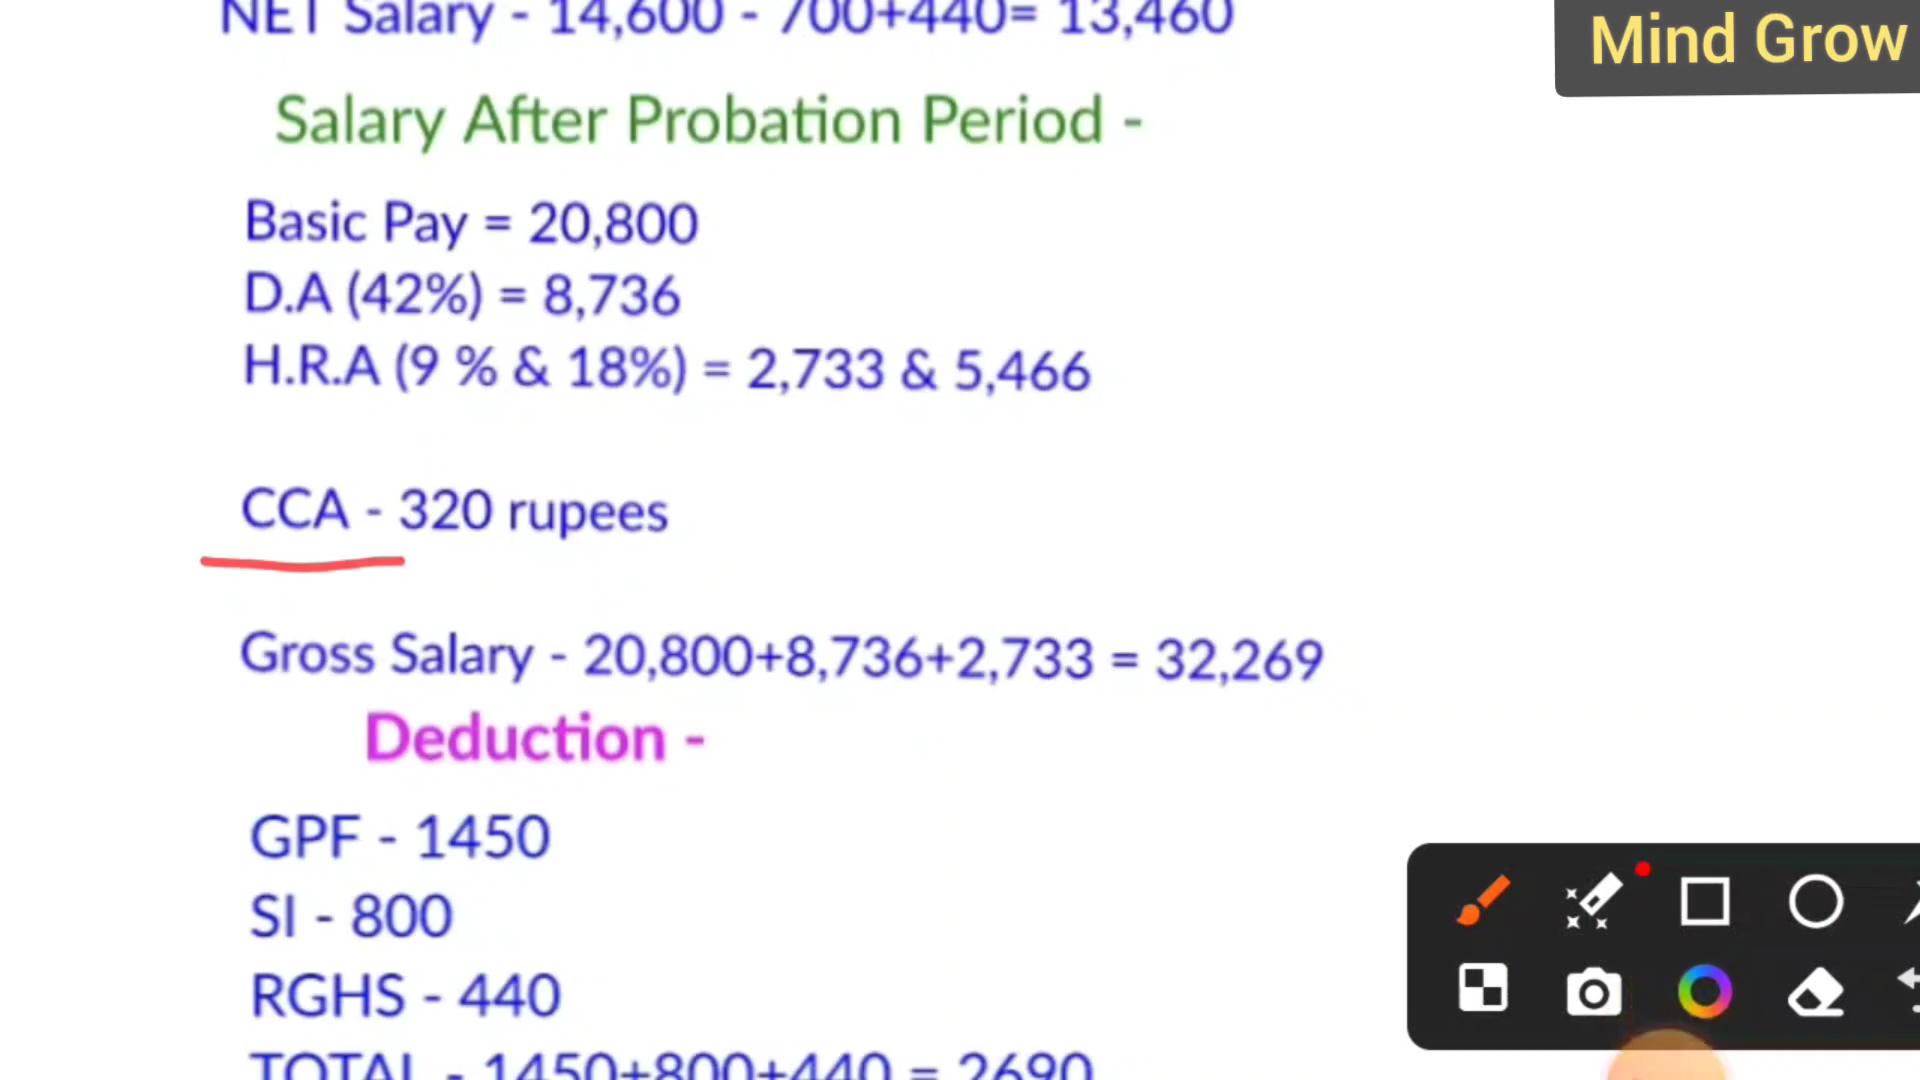 NET Salary - 14,600 - 700+440= 13,460
Mind Grow
Salary After Probation Period -
Basic Pay = 20,800
D.A (42%) = 8,736
H.R.A (9 % & 18%) = 2,733 & 5,466
CCA - 320 rupees
Gross Salary - 20,800+8,736+2,733 = 32,269
Deduction -
GPF - 1450
SI - 800
RGHS - 440
TOTAL - 1450+800+440 = 2690